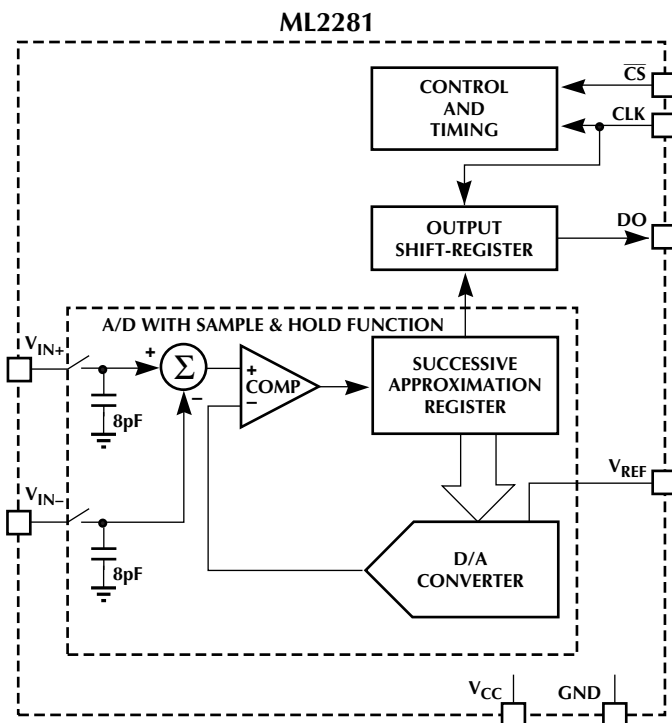 ML2281
CONTROL
AND
TIMING
CS
CLK
OUTPUT
SHIFT-REGISTER
DO
A/D WITH SAMPLE & HOLD FUNCTION
VIN+
+
Σ
−
+
COMP
−
8pF
SUCCESSIVE
APPROXIMATION
REGISTER
VREF
VIN−
8pF
D/A
CONVERTER
VCC
GND